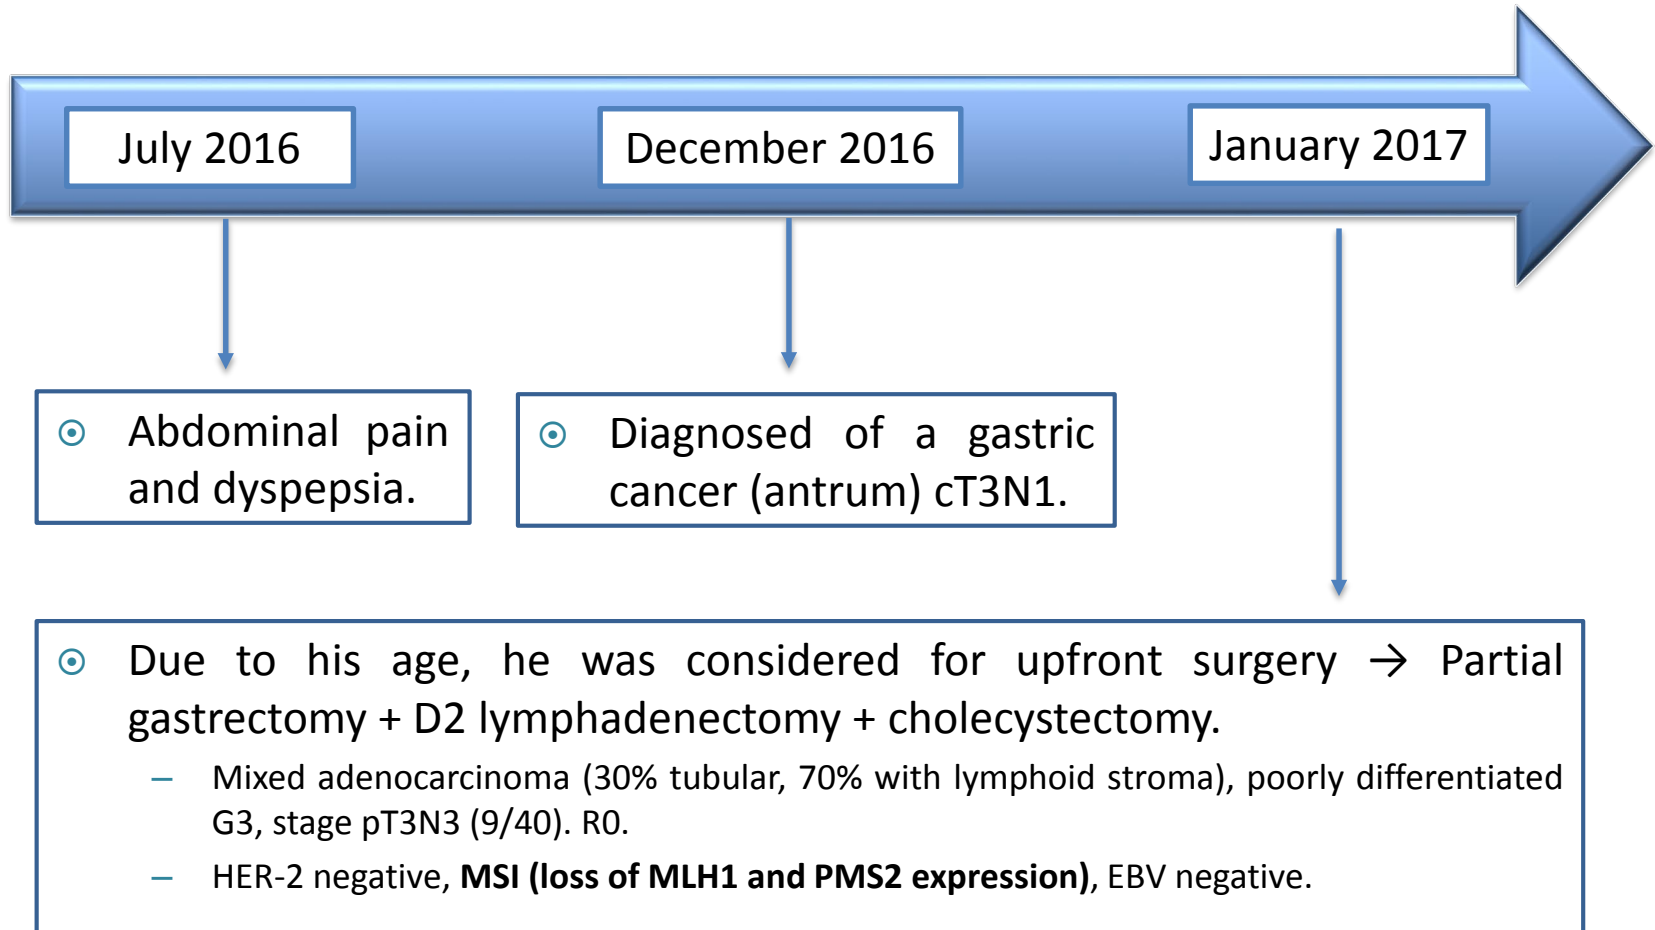 July 2016
December 2016
January 2017
Abdominal pain
and dyspepsia.
Diagnosed of a gastric
cancer (antrum) cT3N1.
Due to his age, he was considered for upfront surgery → Partial
gastrectomy + D2 lymphadenectomy + cholecystectomy.
– Mixed adenocarcinoma (30% tubular, 70% with lymphoid stroma), poorly differentiated
G3, stage pT3N3 (9/40). R0.
– HER-2 negative, MSI (loss of MLH1 and PMS2 expression), EBV negative.